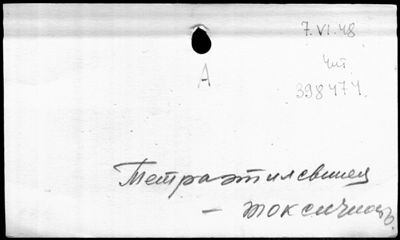 7.VI.48
Чит
398474.
А
Тетраэтилсвинец
– токсичность.